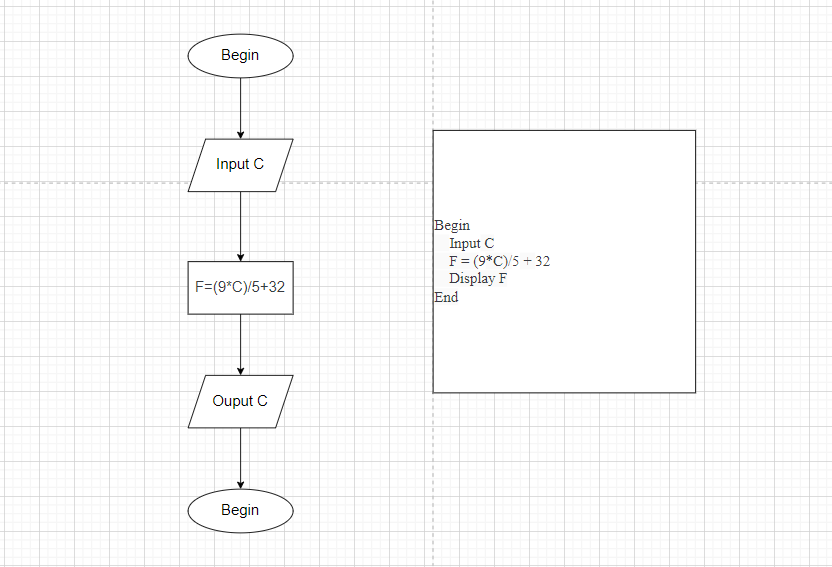 Begin
Input C
F=(9*C)/5+32
Ouput C
Begin
Begin
Input C
F = (9*C)/5 + 32
Display F
End